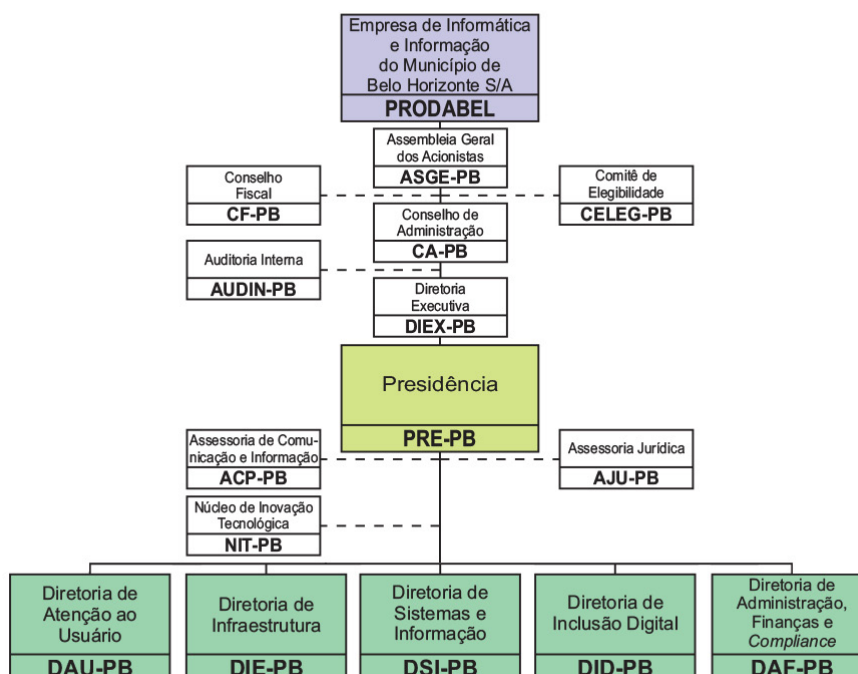 Empresa de Informática
e Informação
do Município de
Belo Horizonte S/A
PRODABEL
Assembleia Geral
dos Acionistas
ASGE-PB
Conselho
Fiscal
CF-PB
Comitê de
Elegibilidade
CELEG-PB
Conselho de
Administração
CA-PB
Auditoria Interna
AUDIN-PB
Diretoria
Executiva
DIEX-PB
Presidência
PRE-PB
Assessoria de Comu-
nicação e Informação
ACP-PB
Assessoria Jurídica
AJU-PB
Núcleo de Inovação
Tecnológica
NIT-PB
Diretoria de
Atenção ao
Usuário
DAU-PB
Diretoria de
Infraestrutura
DIE-PB
Diretoria de
Sistemas e
Informação
DSI-PB
Diretoria de
Inclusão Digital
DID-PB
Diretoria de
Administração,
Finanças e
Compliance
DAF-PB